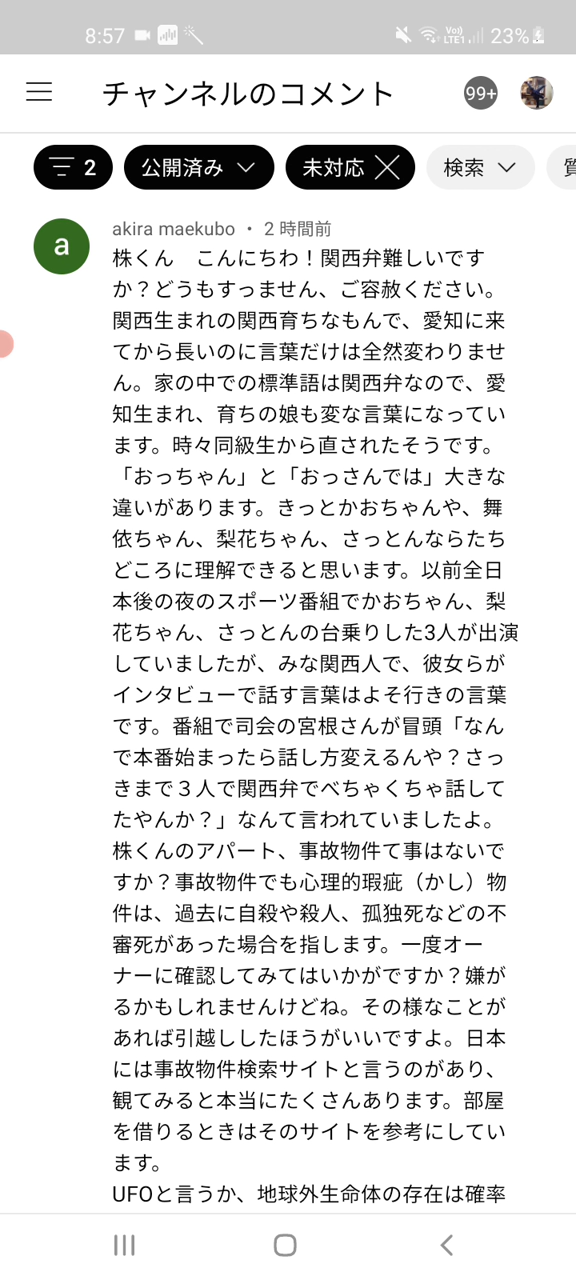 8:57
Vo))
LTE1
23%
チャンネルのコメント
99+
2
公開済み
未対応
検索
質
a
akira maekubo ・ 2 時間前
株くん　こんにちわ！関西弁難しいです
か？どうもすっません、ご容赦ください。
関西生まれの関西育ちなもんで、愛知に来
てから長いのに言葉だけは全然変わりませ
ん。家の中での標準語は関西弁なので、愛
知生まれ、育ちの娘も変な言葉になってい
ます。時々同級生から直されたそうです。
「おっちゃん」と「おっさんでは」大きな
違いがあります。きっとかおちゃんや、舞
依ちゃん、梨花ちゃん、さっとんならたち
どころに理解できると思います。以前全日
本後の夜のスポーツ番組でかおちゃん、梨
花ちゃん、さっとんの台乗りした3人が出演
していましたが、みな関西人で、彼女らが
インタビューで話す言葉はよそ行きの言葉
です。番組で司会の宮根さんが冒頭「なん
で本番始まったら話し方変えるんや？さっ
きまで３人で関西弁でべちゃくちゃ話して
たやんか？」なんて言われていましたよ。
株くんのアパート、事故物件て事はないで
すか？事故物件でも心理的瑕疵（かし）物
件は、過去に自殺や殺人、孤独死などの不
審死があった場合を指します。一度オー
ナーに確認してみてはいかがですか？嫌が
るかもしれませんけどね。その様なことが
あれば引越ししたほうがいいですよ。日本
には事故物件検索サイトと言うのがあり、
観てみると本当にたくさんあります。部屋
を借りるときはそのサイトを参考にしてい
ます。
UFOと言うか、地球外生命体の存在は確率